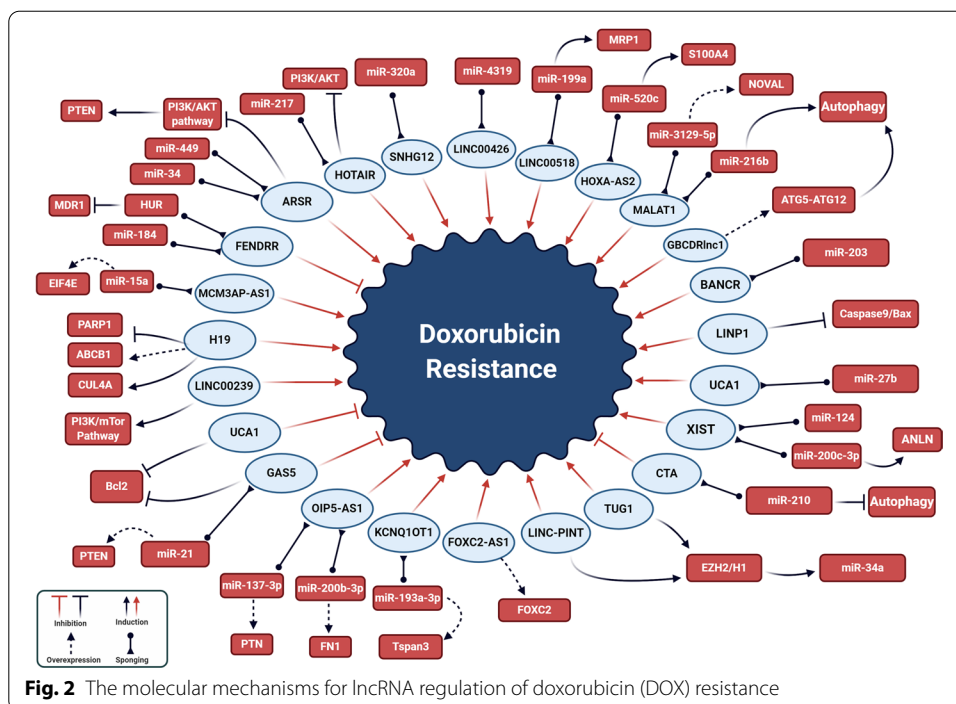 MRP1
S100A4
PI3K/AKT
miR-320a
miR-4319
miR-199a
NOVAL
miR-520c
Autophagy
PTEN
PI3K/AKT
pathway
miR-217
miR-3129-5p
miR-449
SNHG12
LINC00426
LINC00518
miR-216b
miR-34
HOTAIR
HOXA-AS2
ARSR
MALAT1
ATG5-ATG12
MDR1
HUR
GBCDRlnc1
miR-184
FENDRR
miR-203
EIF4E
miR-15a
MCM3AP-AS1
BANCR
PARP1
H19
Doxorubicin
Resistance
LINP1
Caspase9/Bax
ABCB1
CUL4A
LINC00239
UCA1
miR-27b
PI3K/mTor
Pathway
UCA1
XIST
miR-124
ANLN
miR-200c-3p
Bcl2
GAS5
CTA
miR-210
Autophagy
OIP5-AS1
KCNQ1OT1
FOXC2-AS1
LINC-PINT
TUG1
PTEN
miR-21
EZH2/H1
miR-34a
miR-137-3p
miR-200b-3p
miR-193a-3p
FOXC2
PTN
FN1
Tspan3
Inhibition
Induction
Overexpression
Sponging
Fig. 2 The molecular mechanisms for lncRNA regulation of doxorubicin (DOX) resistance